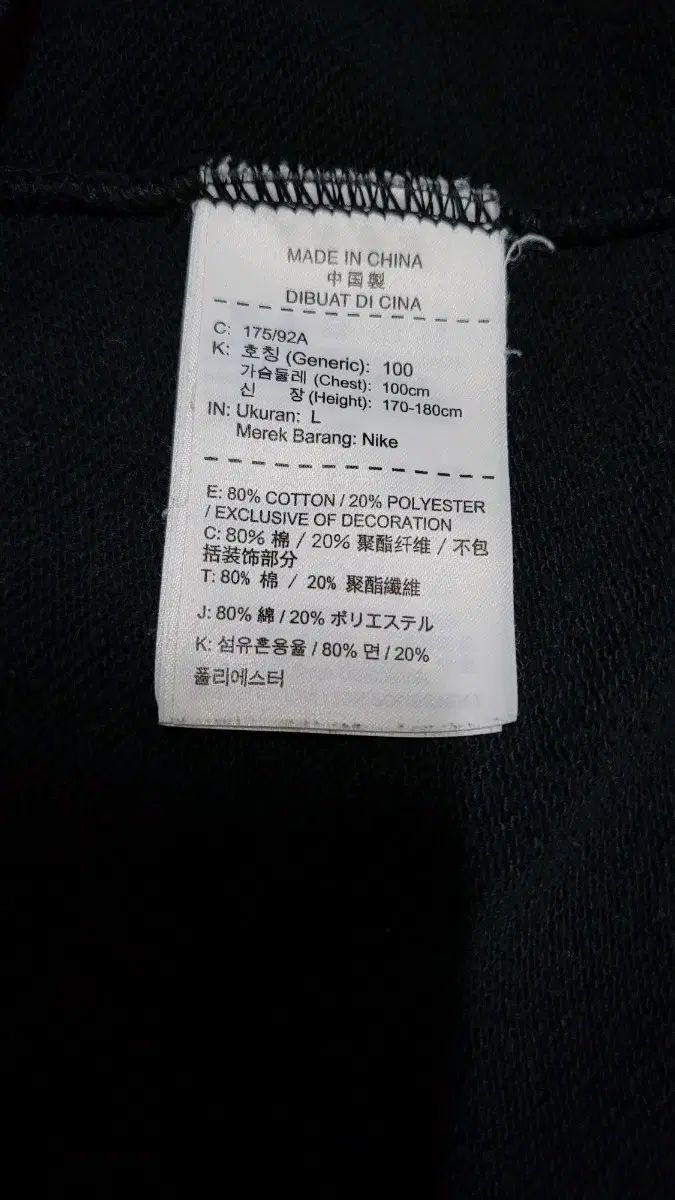 MADE IN CHINA
中国製
DIBUAT DI CINA
C: 175/92A
K: 호칭 (Generic): 100
가슴둘레 (Chest): 100cm
신 장 (Height): 170-180cm
IN: Ukuran: L
Merek Barang: Nike
E: 80% COTTON / 20% POLYESTER
/ EXCLUSIVE OF DECORATION
C: 80% 棉 / 20% 聚酯纤维 / 不包
括装饰部分
T: 80% 棉 / 20% 聚酯纖維
J: 80% 綿 / 20% ポリエステル
K: 섬유혼용율 / 80% 면 / 20%
폴리에스터